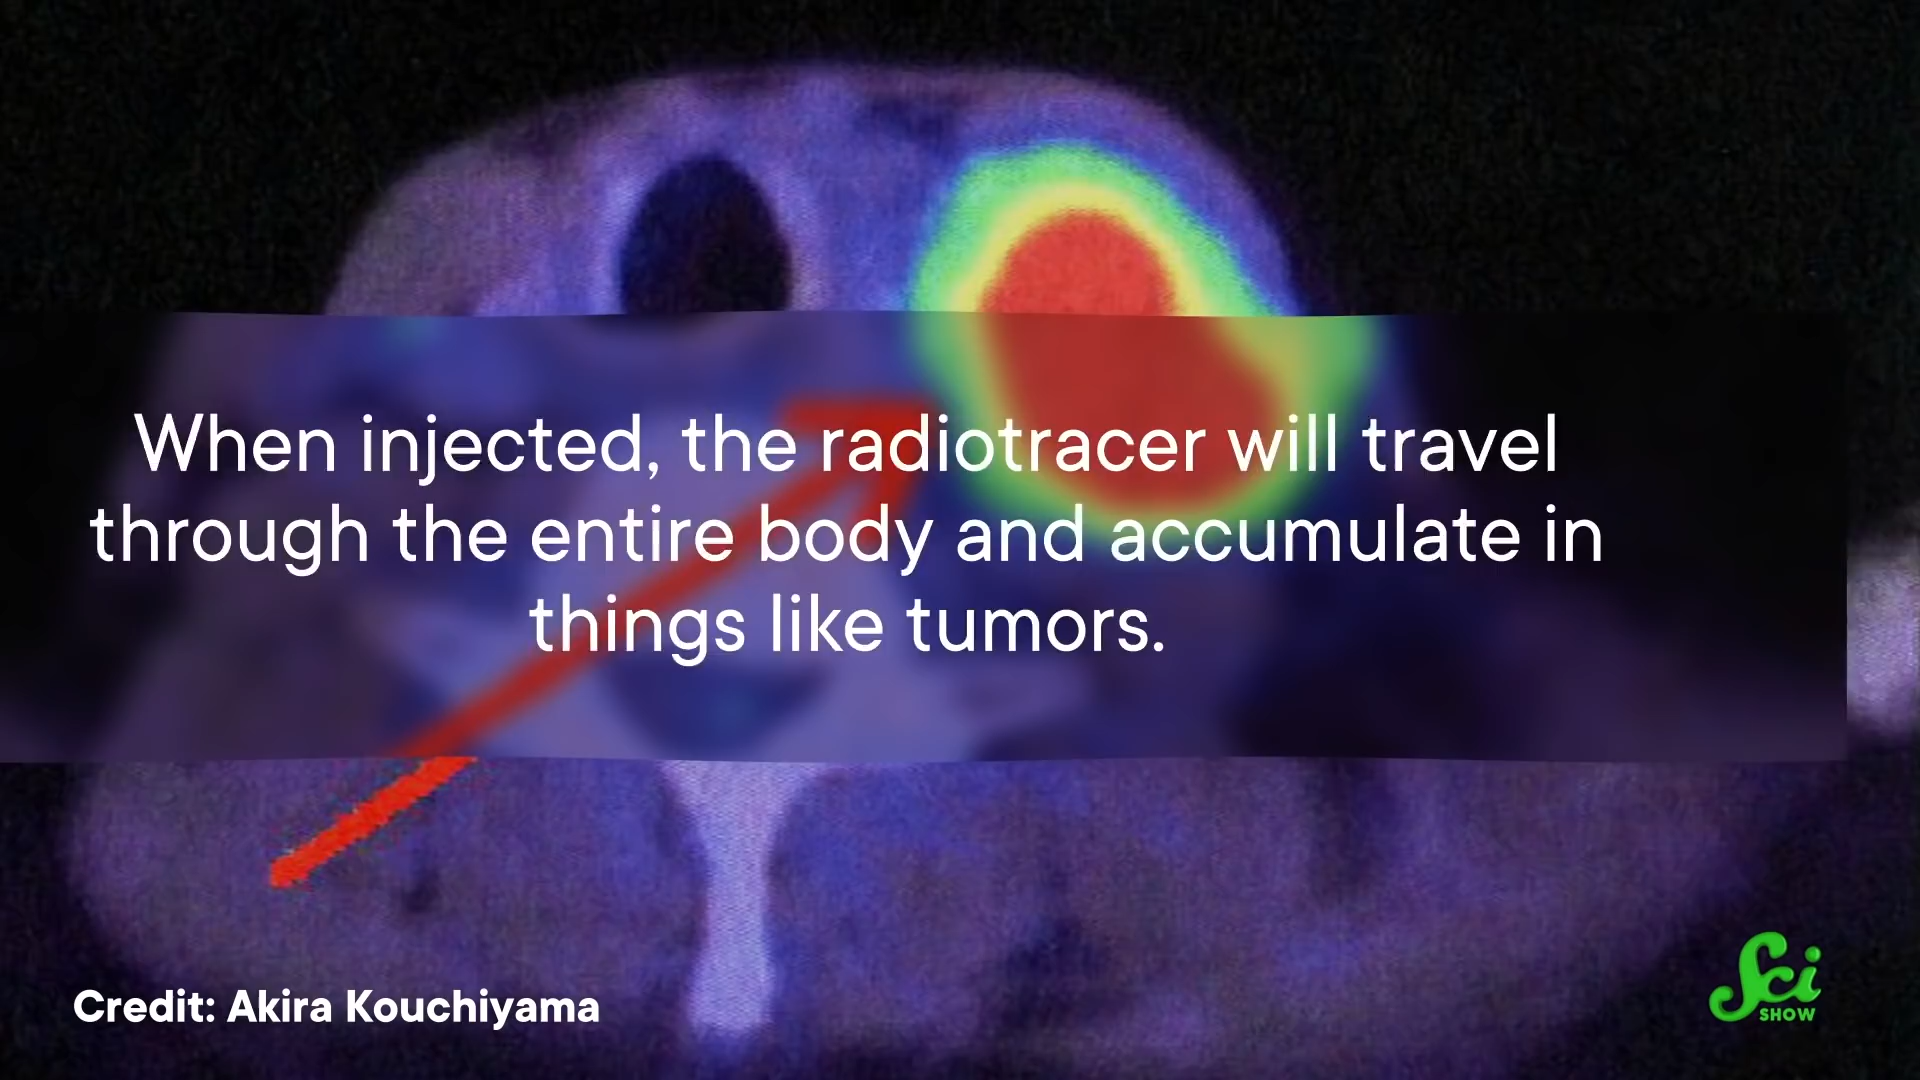 When injected, the radiotracer will travel
through the entire body and accumulate in
things like tumors.
Credit: Akira Kouchiyama
Sci
SHOW